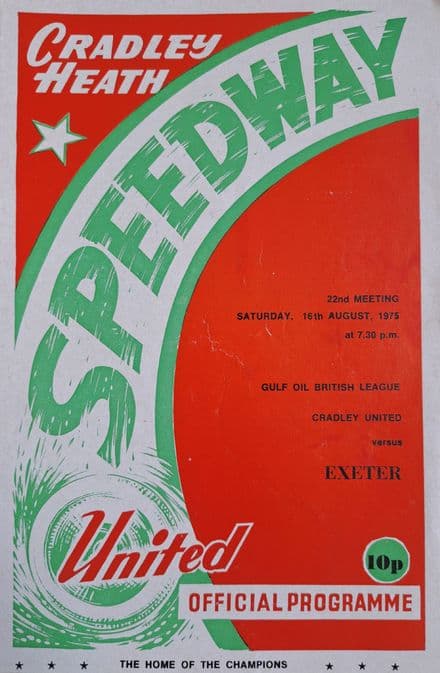 CRADLEY
HEATH
SPEEDWAY
22nd MEETING
SATURDAY, 16th AUGUST, 1975
at 7.30 p.m.
GULF OIL BRITISH LEAGUE
CRADLEY UNITED
versus
EXETER
United
10p
OFFICIAL PROGRAMME
THE HOME OF THE CHAMPIONS